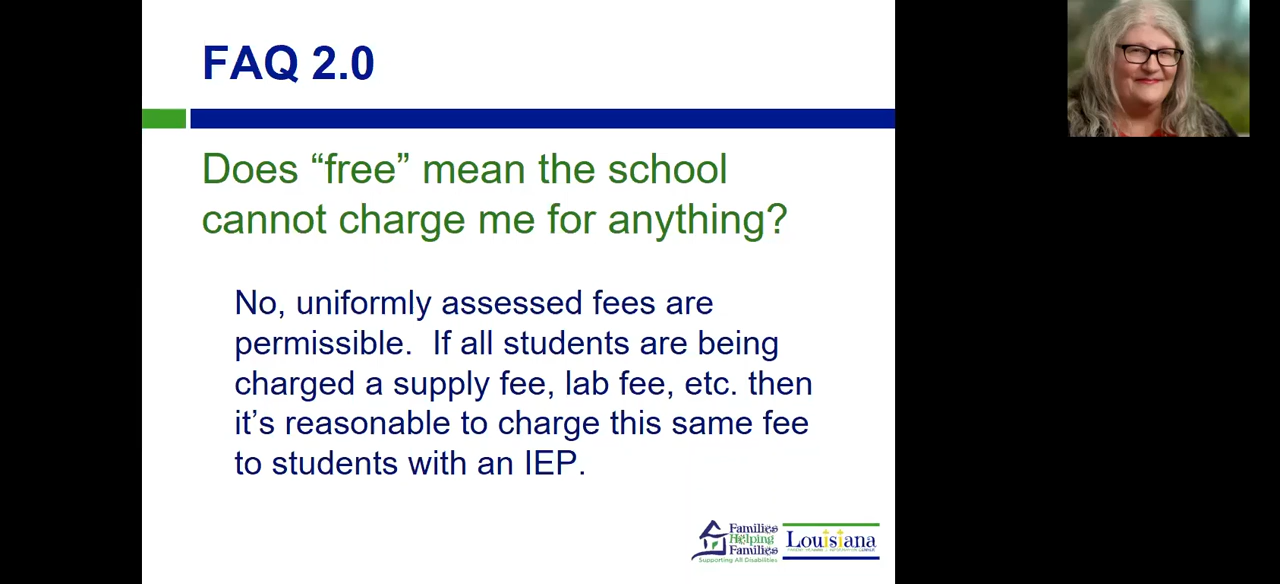 FAQ 2.0
Does “free” mean the school
cannot charge me for anything?
No, uniformly assessed fees are
permissible.  If all students are being
charged a supply fee, lab fee, etc. then
it’s reasonable to charge this same fee
to students with an IEP.
Families
Helping
Families
Supporting All Disabilities
Louisiana